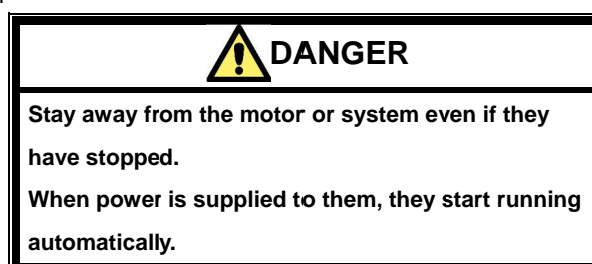 DANGER
Stay away from the motor or system even if they
have stopped.
When power is supplied to them, they start running
automatically.